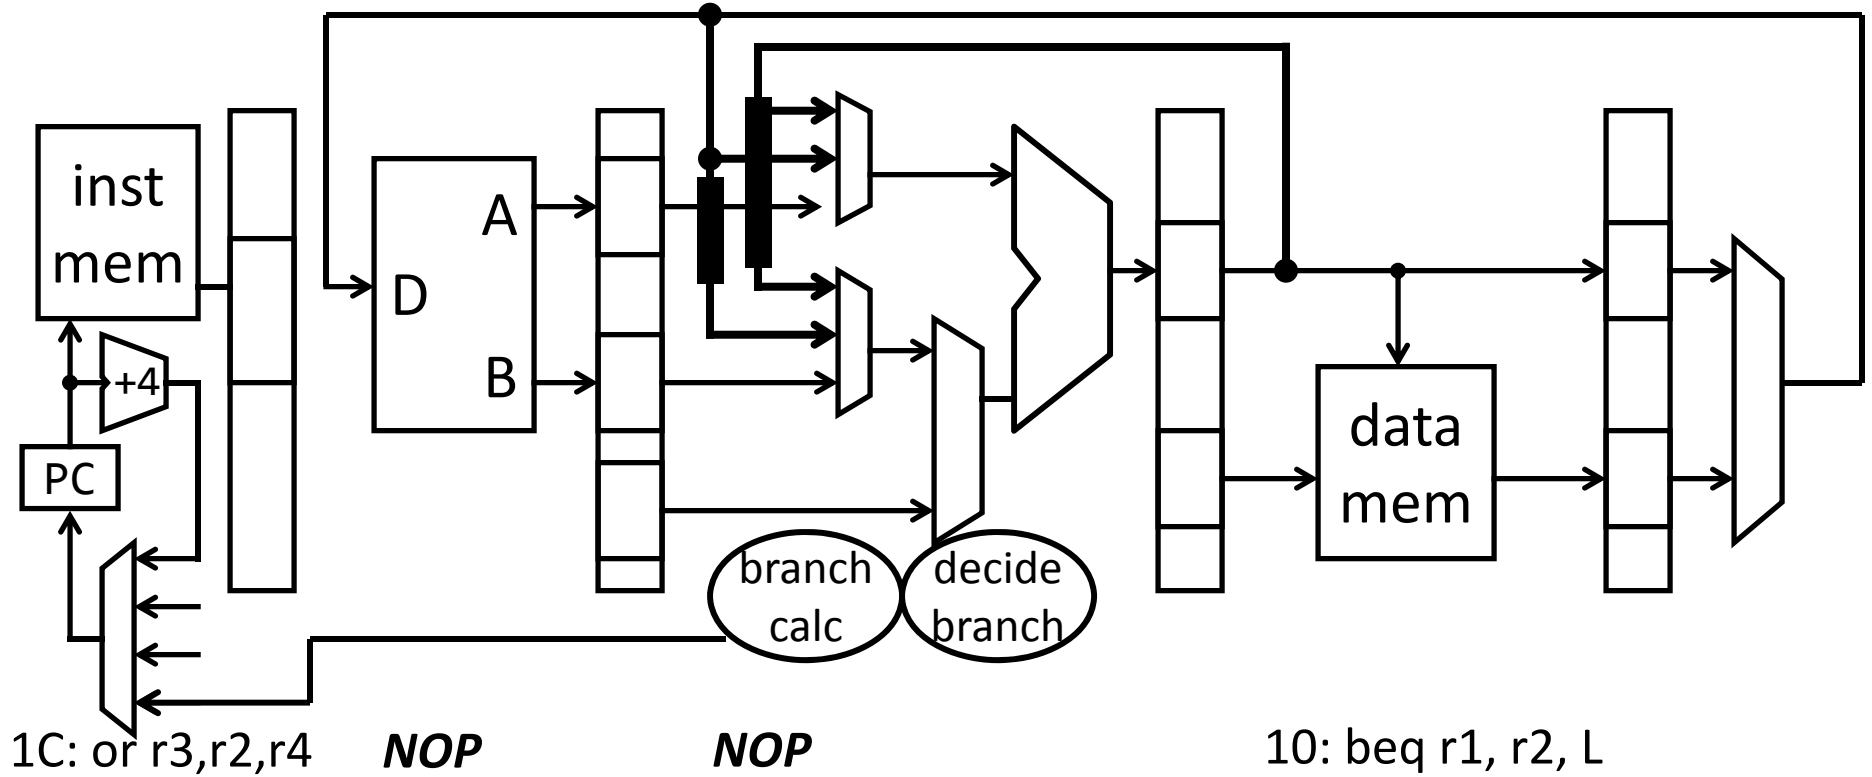 inst
mem
A
D
B
+4
PC
data
mem
branch
calc
decide
branch
1C: or r3,r2,r4
NOP
NOP
10: beq r1, r2, L